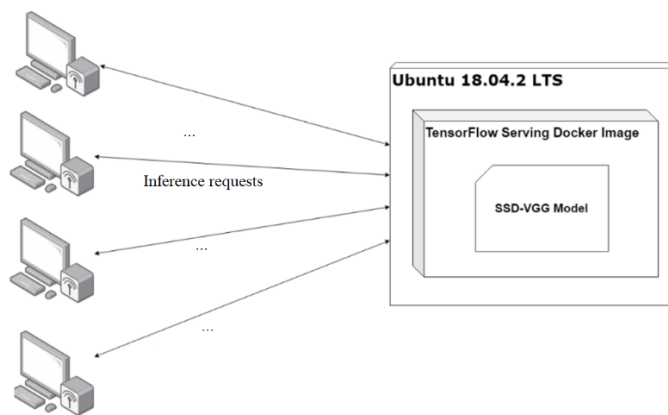 Ubuntu 18.04.2 LTS
TensorFlow Serving Docker Image
...
Inference requests
SSD-VGG Model
...
...